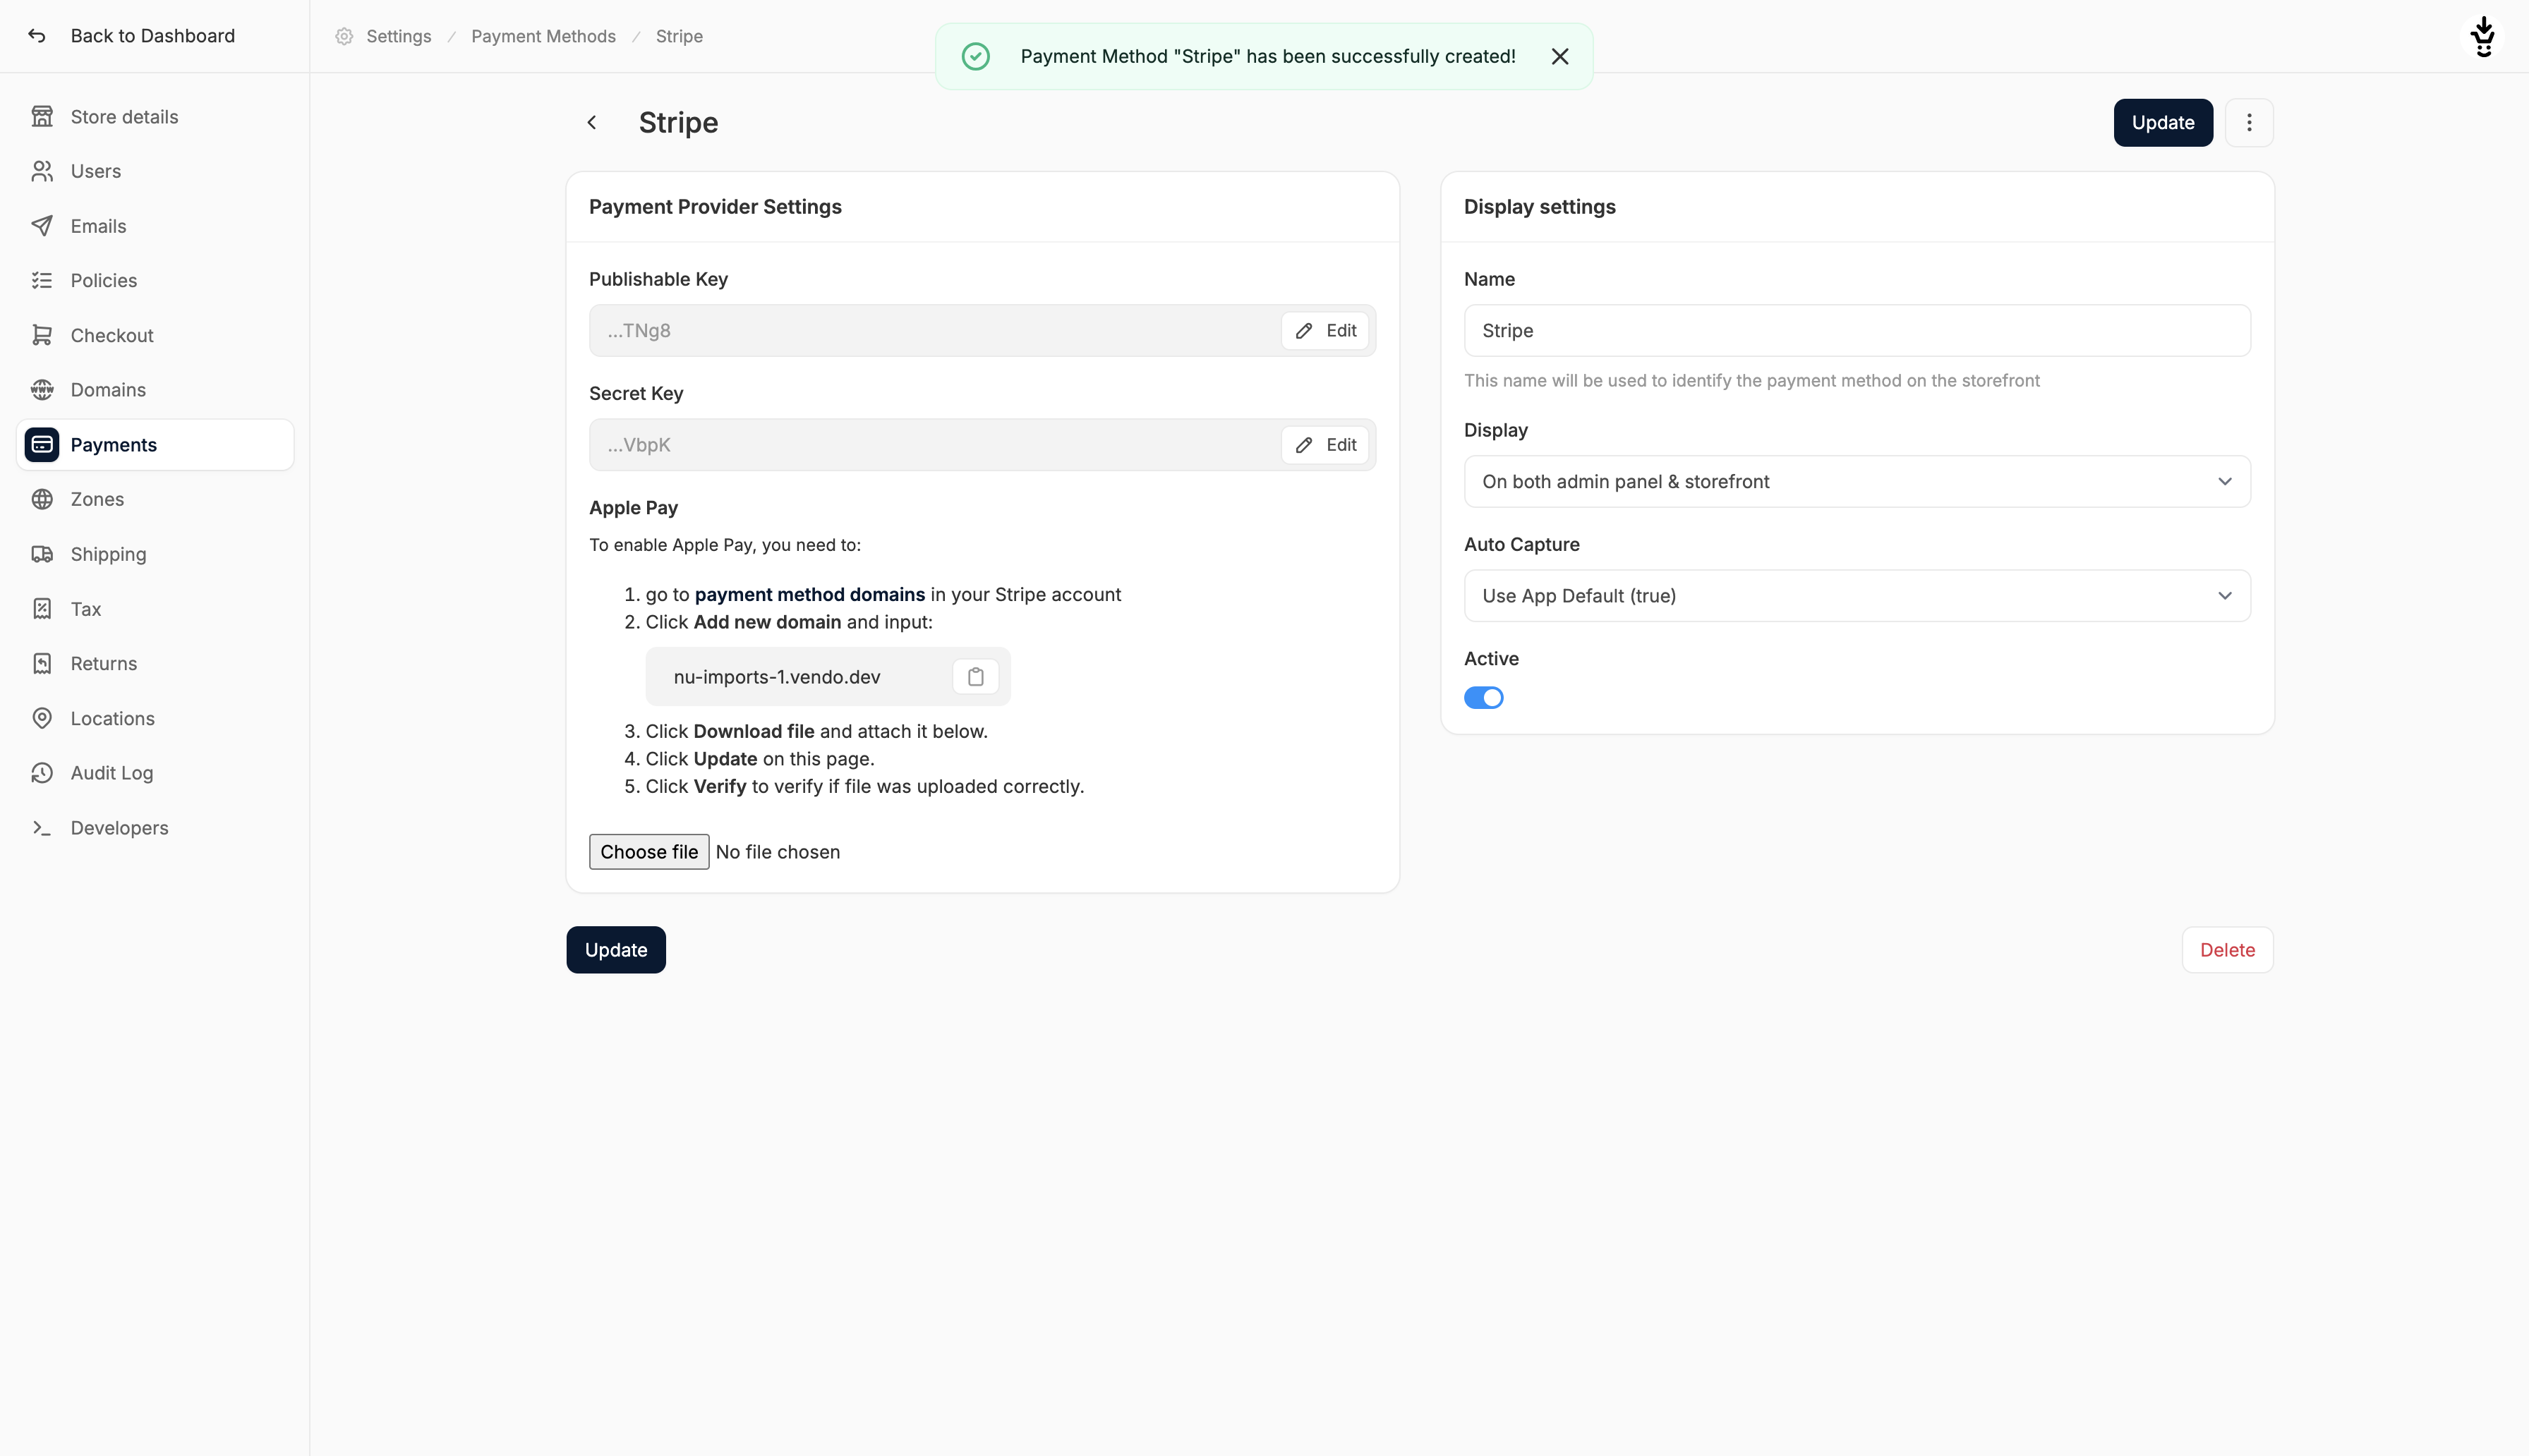 Back to Dashboard
Settings / Payment Methods / Stripe
Payment Method "Stripe" has been successfully created!
Store details
Users
Emails
Policies
Checkout
Domains
Payments
Zones
Shipping
Tax
Returns
Locations
Audit Log
Developers
Stripe
Update
Payment Provider Settings
Publishable Key
...TNg8
Edit
Secret Key
...VbpK
Edit
Apple Pay
To enable Apple Pay, you need to:
1. go to payment method domains in your Stripe account
2. Click Add new domain and input:
nu-imports-1.vendo.dev
3. Click Download file and attach it below.
4. Click Update on this page.
5. Click Verify to verify if file was uploaded correctly.
Choose file No file chosen
Display settings
Name
Stripe
This name will be used to identify the payment method on the storefront
Display
On both admin panel & storefront
Auto Capture
Use App Default (true)
Active
Update
Delete